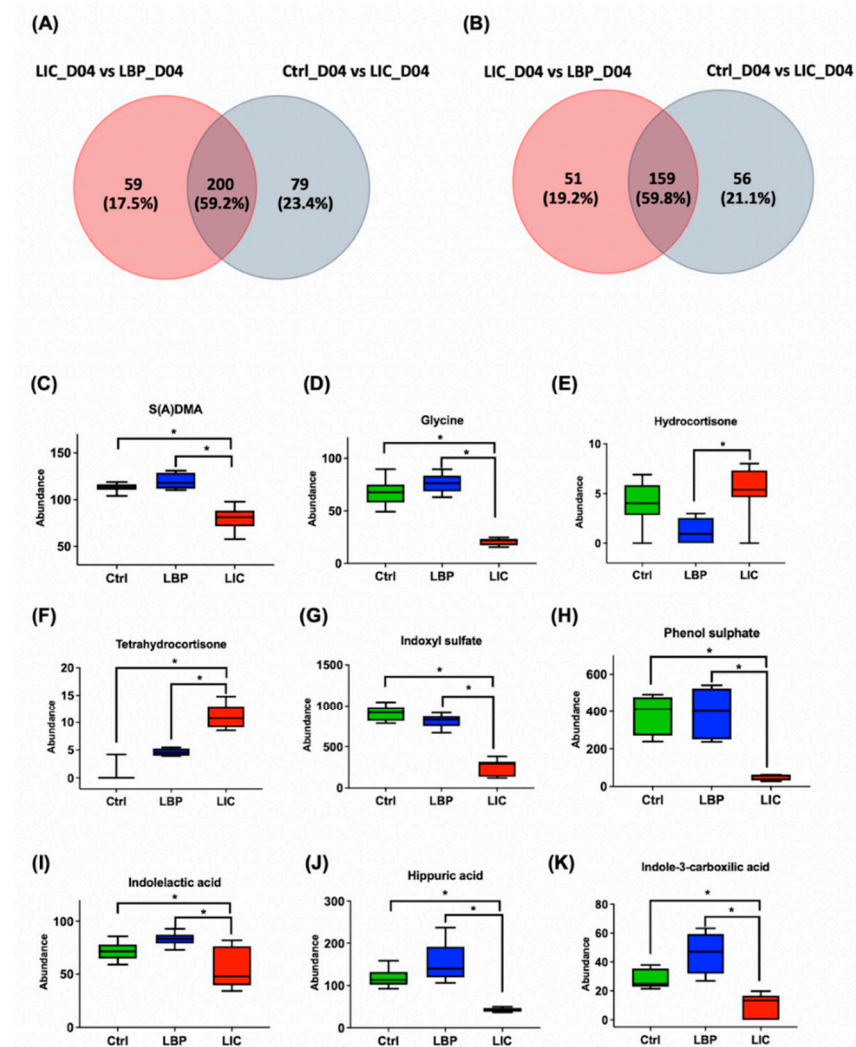 (A)
(B)
LIC_D04 vs LBP_D04
Ctrl_D04 vs LIC_D04
LIC_D04 vs LBP_D04
Ctrl_D04 vs LIC_D04
59
(17.5%)
200
(59.2%)
79
(23.4%)
51
(19.2%)
159
(59.8%)
56
(21.1%)
(C)
S(A)DMA
Abundance
150
100
50
*
*
Ctrl
LBP
LIC
(D)
Glycine
Abundance
100
50
0
*
*
Ctrl
LBP
LIC
(E)
Hydrocortisone
Abundance
10
5
0
*
Ctrl
LBP
LIC
(F)
Tetrahydrocortisone
Abundance
20
15
10
5
0
*
*
Ctrl
LBP
LIC
(G)
Indoxyl sulfate
Abundance
1500
1000
500
0
*
*
Ctrl
LBP
LIC
(H)
Phenol sulphate
Abundance
600
400
200
0
*
*
Ctrl
LBP
LIC
(I)
Indolelactic acid
Abundance
100
50
0
*
*
Ctrl
LBP
LIC
(J)
Hippuric acid
Abundance
300
200
100
0
*
*
Ctrl
LBP
LIC
(K)
Indole-3-carboxilic acid
Abundance
80
60
40
20
0
*
*
Ctrl
LBP
LIC